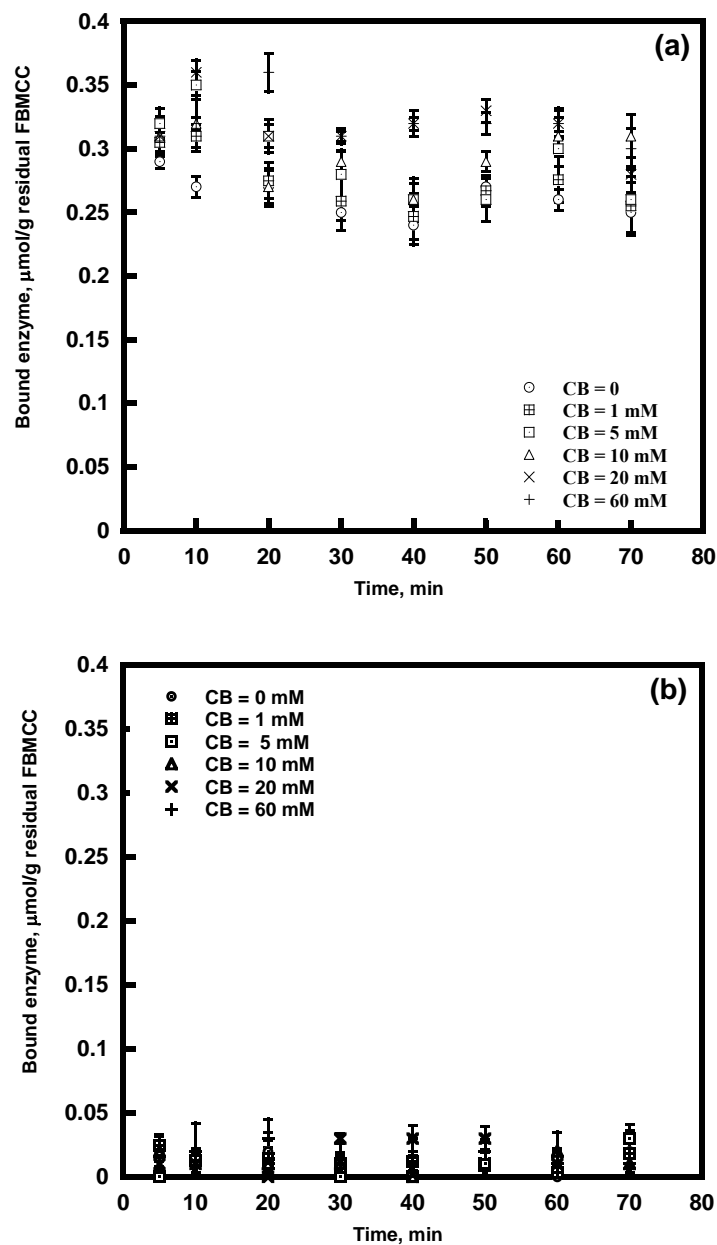 (a)
0.4
0.35
0.3
0.25
0.2
0.15
0.1
0.05
0
Bound enzyme, μmol/g residual FBMCC
CB = 0
CB = 1 mM
CB = 5 mM
CB = 10 mM
CB = 20 mM
CB = 60 mM
0 10 20 30 40 50 60 70 80
Time, min
(b)
0.4
0.35
0.3
0.25
0.2
0.15
0.1
0.05
0
Bound enzyme, μmol/g residual FBMCC
CB = 0 mM
CB = 1 mM
CB =  5 mM
CB = 10 mM
CB = 20 mM
CB = 60 mM
0 10 20 30 40 50 60 70 80
Time, min